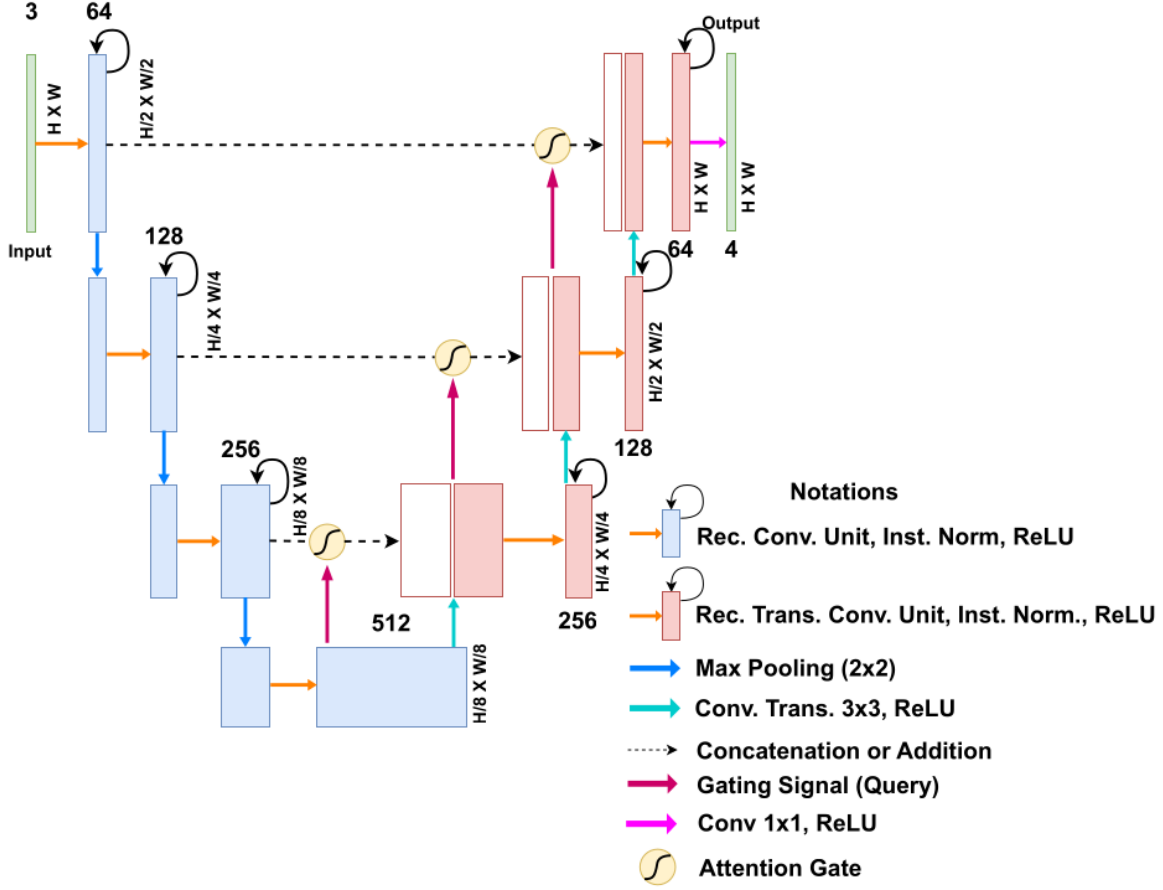 3
64
Output
H X W
H/2 X W/2
H X W
H X W
Input
64
4
128
H/4 X W/4
H/2 X W/2
128
256
H/8 X W/8
H/4 X W/4
512
256
H/8 X W/8
Notations
Rec. Conv. Unit, Inst. Norm, ReLU
Rec. Trans. Conv. Unit, Inst. Norm., ReLU
Max Pooling (2x2)
Conv. Trans. 3x3, ReLU
Concatenation or Addition
Gating Signal (Query)
Conv 1x1, ReLU
Attention Gate